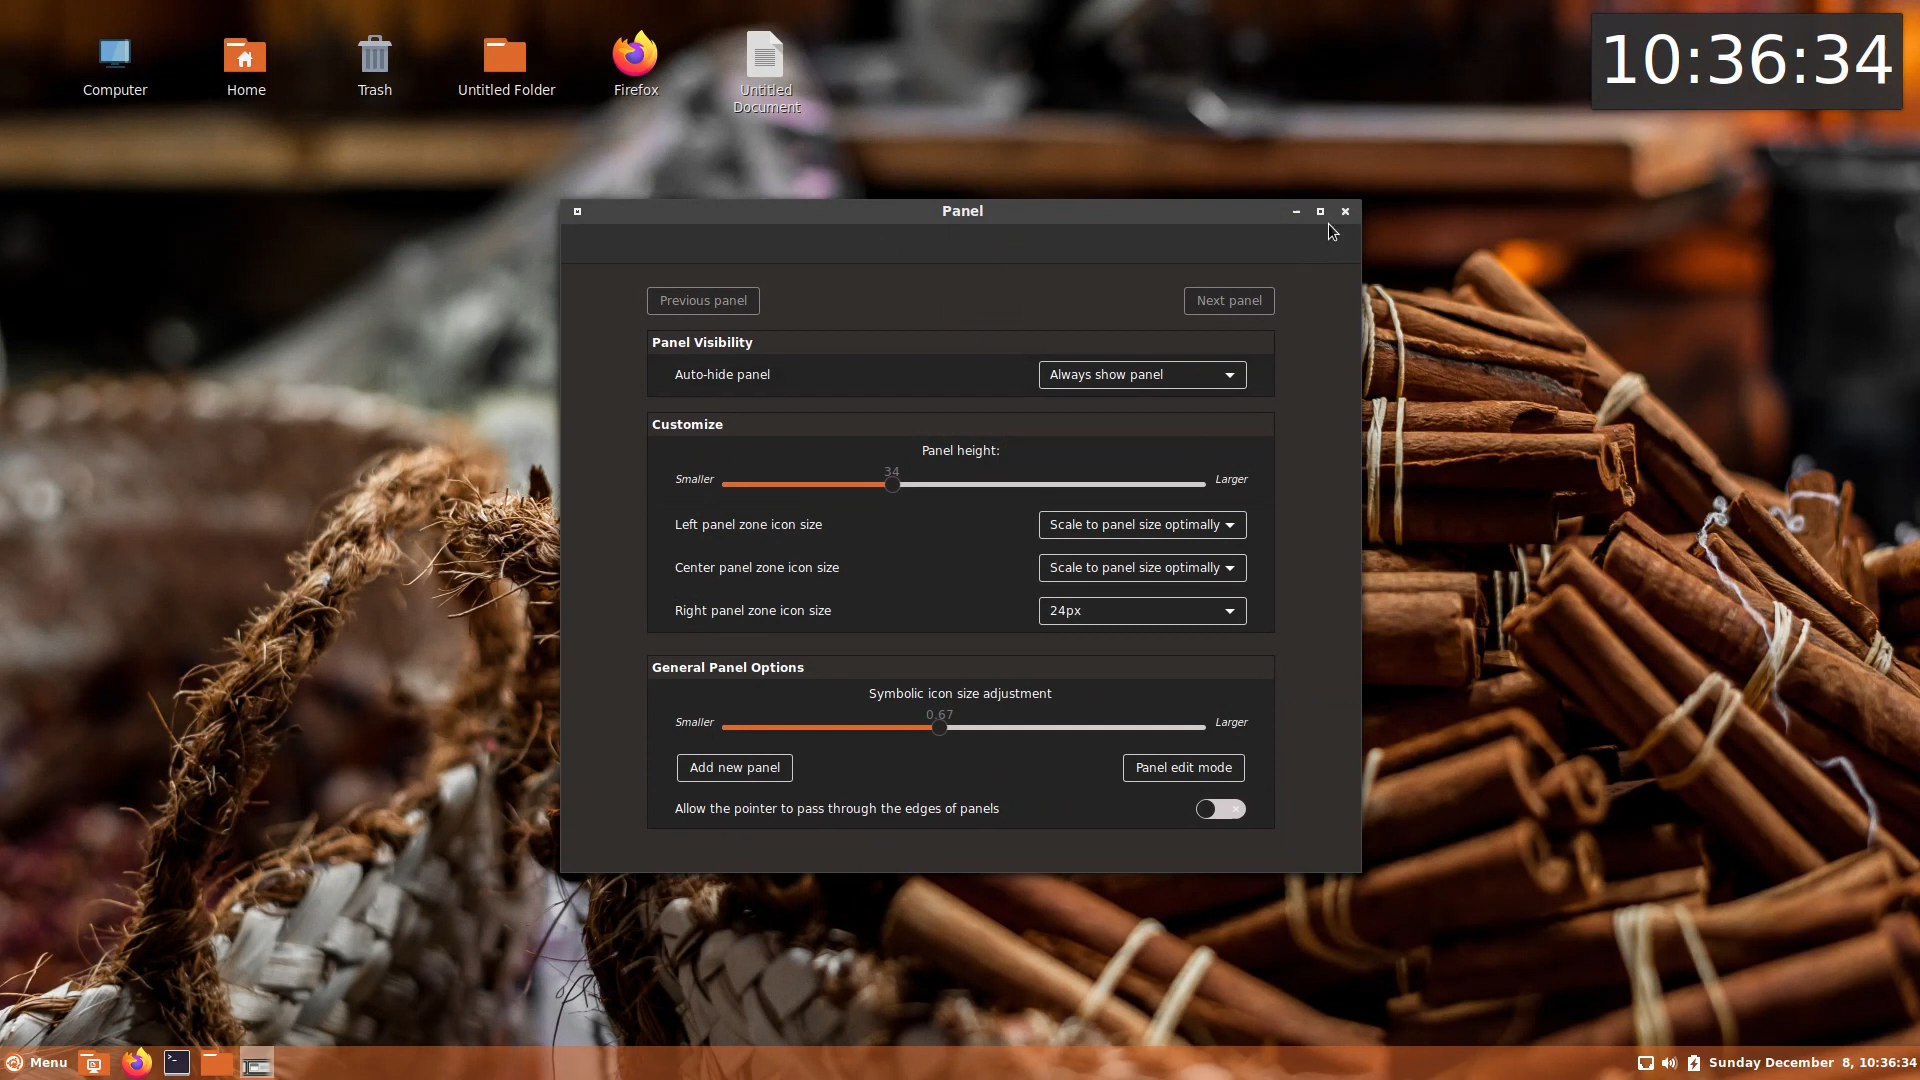 10:36:34
Computer
Home
Trash
Untitled Folder
Firefox
Untitled
Document
Panel
Previous panel
Next panel
Panel Visibility
Auto-hide panel
Always show panel
Customize
Panel height:
34
Smaller
Larger
Left panel zone icon size
Scale to panel size optimally
Center panel zone icon size
Scale to panel size optimally
Right panel zone icon size
24px
General Panel Options
Symbolic icon size adjustment
0.67
Smaller
Larger
Add new panel
Panel edit mode
Allow the pointer to pass through the edges of panels
Menu
Sunday December 8, 10:36:34